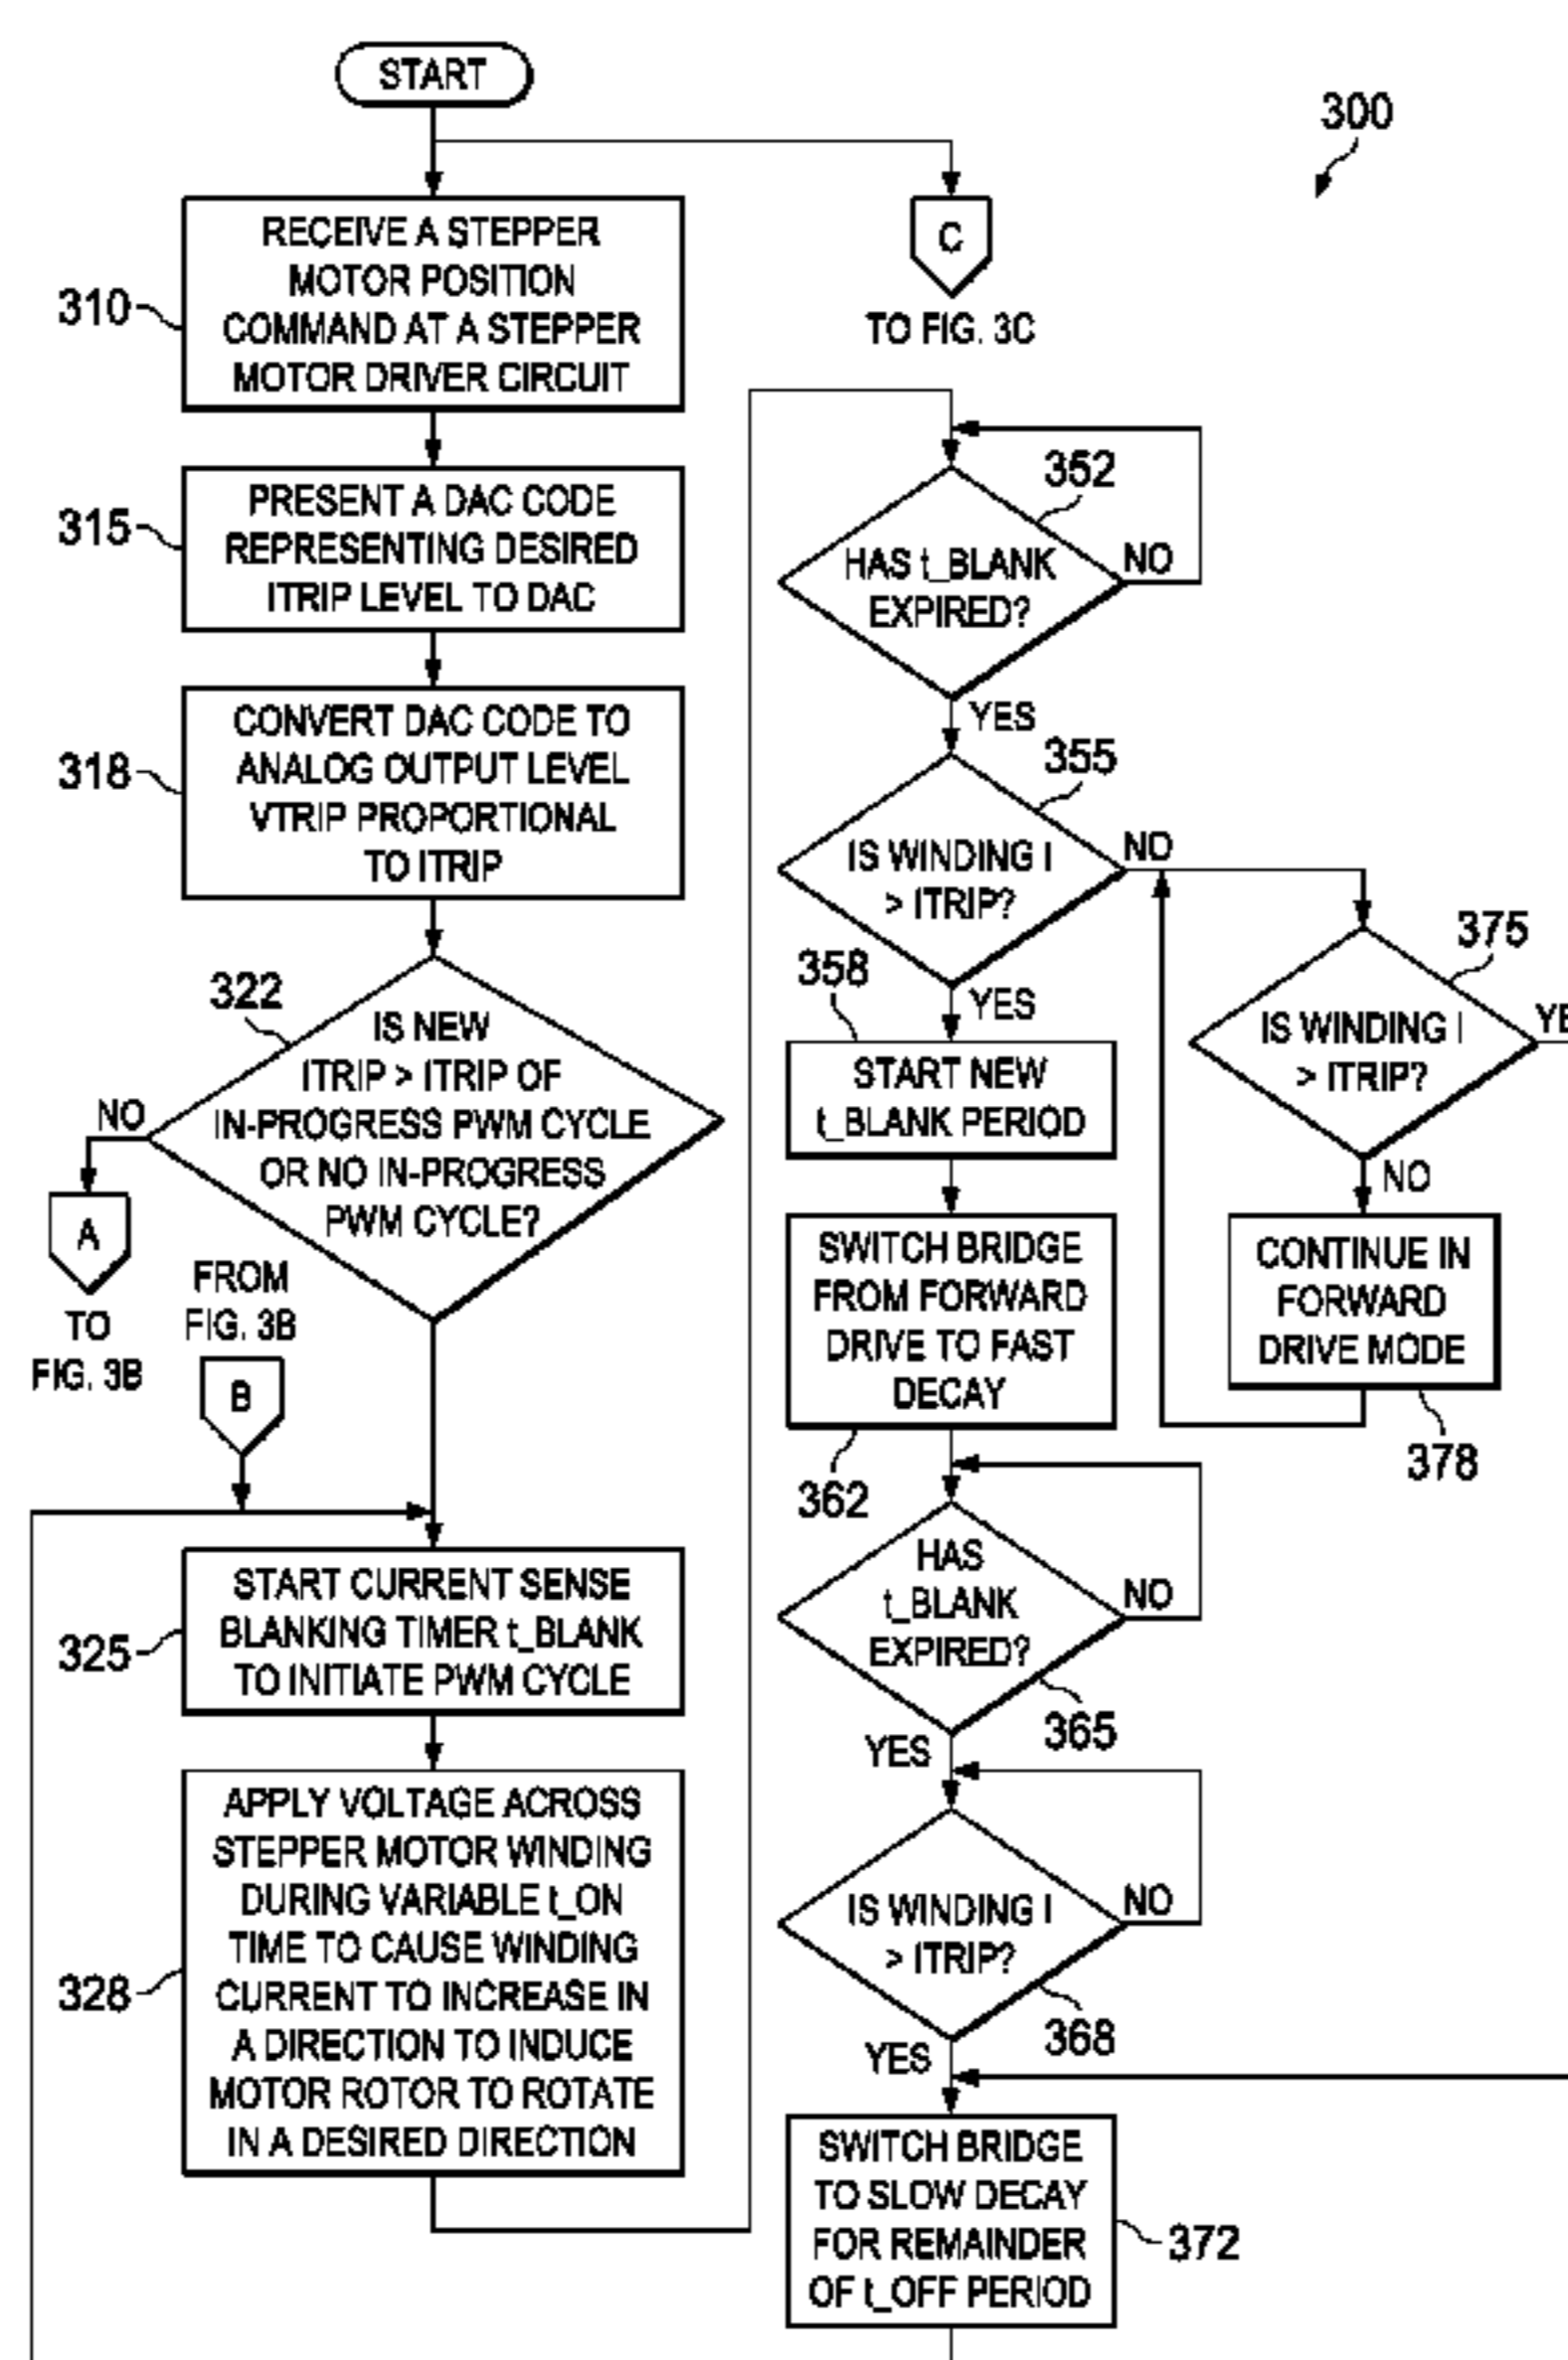 START
300
C
TO FIG. 3C
310
RECEIVE A STEPPER
MOTOR POSITION
COMMAND AT A STEPPER
MOTOR DRIVER CIRCUIT
315
PRESENT A DAC CODE
REPRESENTING DESIRED
ITRIP LEVEL TO DAC
318
CONVERT DAC CODE TO
ANALOG OUTPUT LEVEL
VTRIP PROPORTIONAL
TO ITRIP
322
IS NEW
ITRIP > ITRIP OF
IN-PROGRESS PWM CYCLE
OR NO IN-PROGRESS
PWM CYCLE?
NO
A
TO
FIG. 3B
FROM
FIG. 3B
B
325
START CURRENT SENSE
BLANKING TIMER t_BLANK
TO INITIATE PWM CYCLE
328
APPLY VOLTAGE ACROSS
STEPPER MOTOR WINDING
DURING VARIABLE t_ON
TIME TO CAUSE WINDING
CURRENT TO INCREASE IN
A DIRECTION TO INDUCE
MOTOR ROTOR TO ROTATE
IN A DESIRED DIRECTION
352
HAS t_BLANK
EXPIRED?
NO
YES
355
IS WINDING I
> ITRIP?
NO
YES
375
IS WINDING I
> ITRIP?
YE
NO
CONTINUE IN
FORWARD
DRIVE MODE
378
358
START NEW
t_BLANK PERIOD
SWITCH BRIDGE
FROM FORWARD
DRIVE TO FAST
DECAY
362
HAS
t_BLANK
EXPIRED?
NO
365
YES
IS WINDING I
> ITRIP?
NO
368
YES
SWITCH BRIDGE
TO SLOW DECAY
FOR REMAINDER
OF t_OFF PERIOD
372